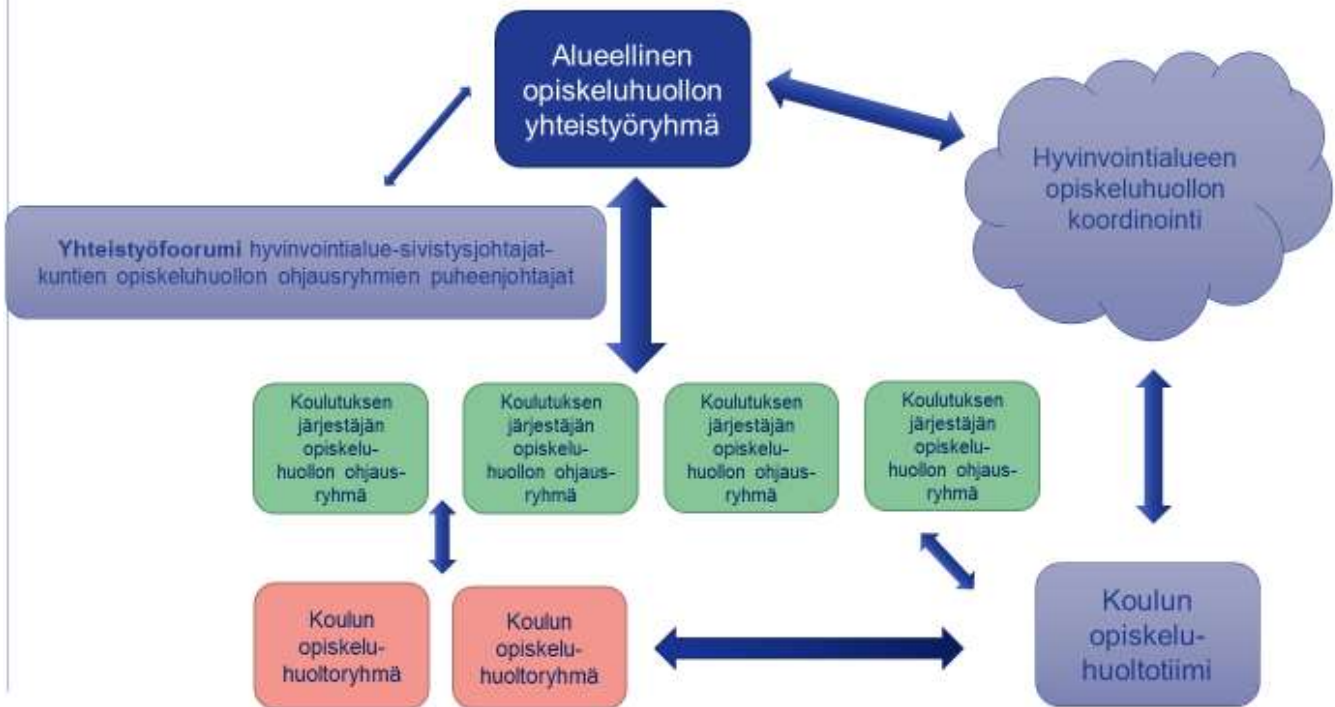 Alueellinen
opiskeluhuollon
yhteistyöryhmä
Hyvinvointialueen
opiskeluhuollon
koordinointi
Yhteistyöfoorumi hyvinvointialue-sivistysjohtajat-
kuntien opiskeluhuollon ohjausryhmien puheenjohtajat
Koulutuksen
järjestäjän
opiskelu-
huollon ohjaus-
ryhmä
Koulutuksen
järjestäjän
opiskelu-
huollon ohjaus-
ryhmä
Koulutuksen
järjestäjän
opiskelu-
huollon ohjaus-
ryhmä
Koulutuksen
järjestäjän
opiskelu-
huollon ohjaus-
ryhmä
Koulun
opiskelu-
huoltoryhmä
Koulun
opiskelu-
huoltoryhmä
Koulun
opiskelu-
huoltotiimi